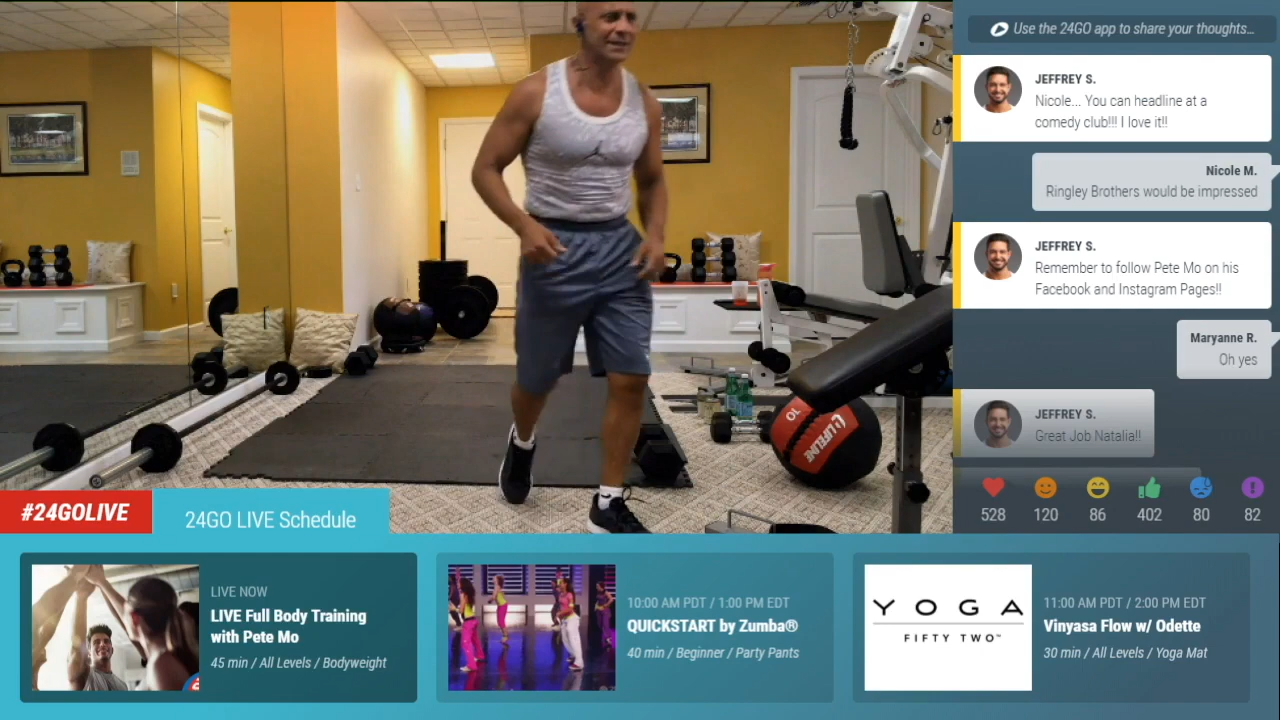 Use the 24GO app to share your thoughts...
JEFFREY S.
Nicole... You can headline at a
comedy club!!! I love it!!
Nicole M.
Ringley Brothers would be impressed
JEFFREY S.
Remember to follow Pete Mo on his
Facebook and Instagram Pages!!
Maryanne R.
Oh yes
JEFFREY S.
Great Job Natalia!!
528 120 86 402 80 82
LIFELINE
10
#24GOLIVE
24GO LIVE Schedule
LIVE NOW
LIVE Full Body Training
with Pete Mo
45 min / All Levels / Bodyweight
10:00 AM PDT / 1:00 PM EDT
QUICKSTART by Zumba®
40 min / Beginner / Party Pants
YOGA
FIFTY TWO™
11:00 AM PDT / 2:00 PM EDT
Vinyasa Flow w/ Odette
30 min / All Levels / Yoga Mat